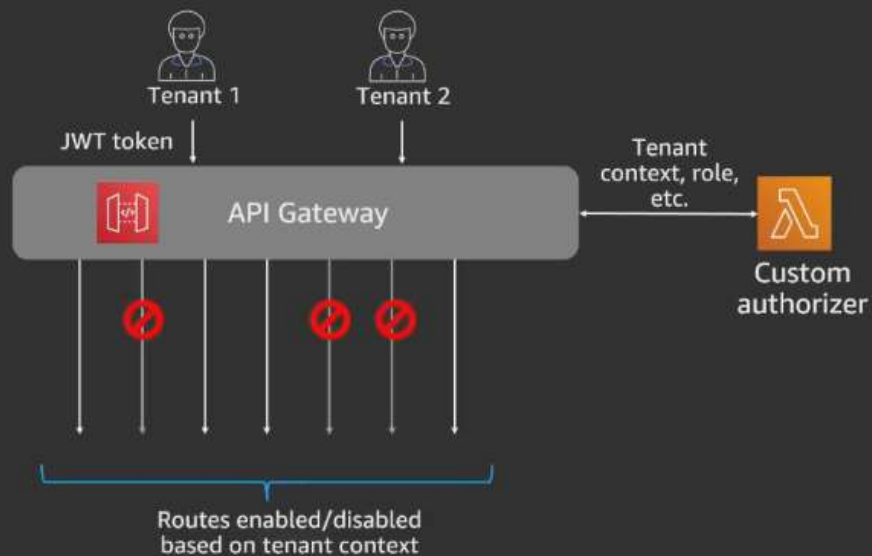 Tenant 1
Tenant 2
JWT token
API Gateway
Tenant
context, role,
etc.
Custom
authorizer
Routes enabled/disabled
based on tenant context